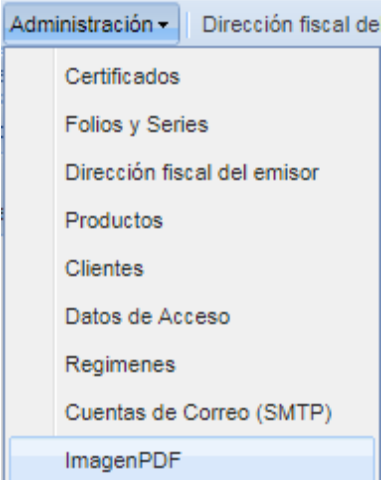 Administración Dirección fiscal de
Certificados
Folios y Series
Dirección fiscal del emisor
Productos
Clientes
Datos de Acceso
Regimenes
Cuentas de Correo (SMTP)
ImagenPDF